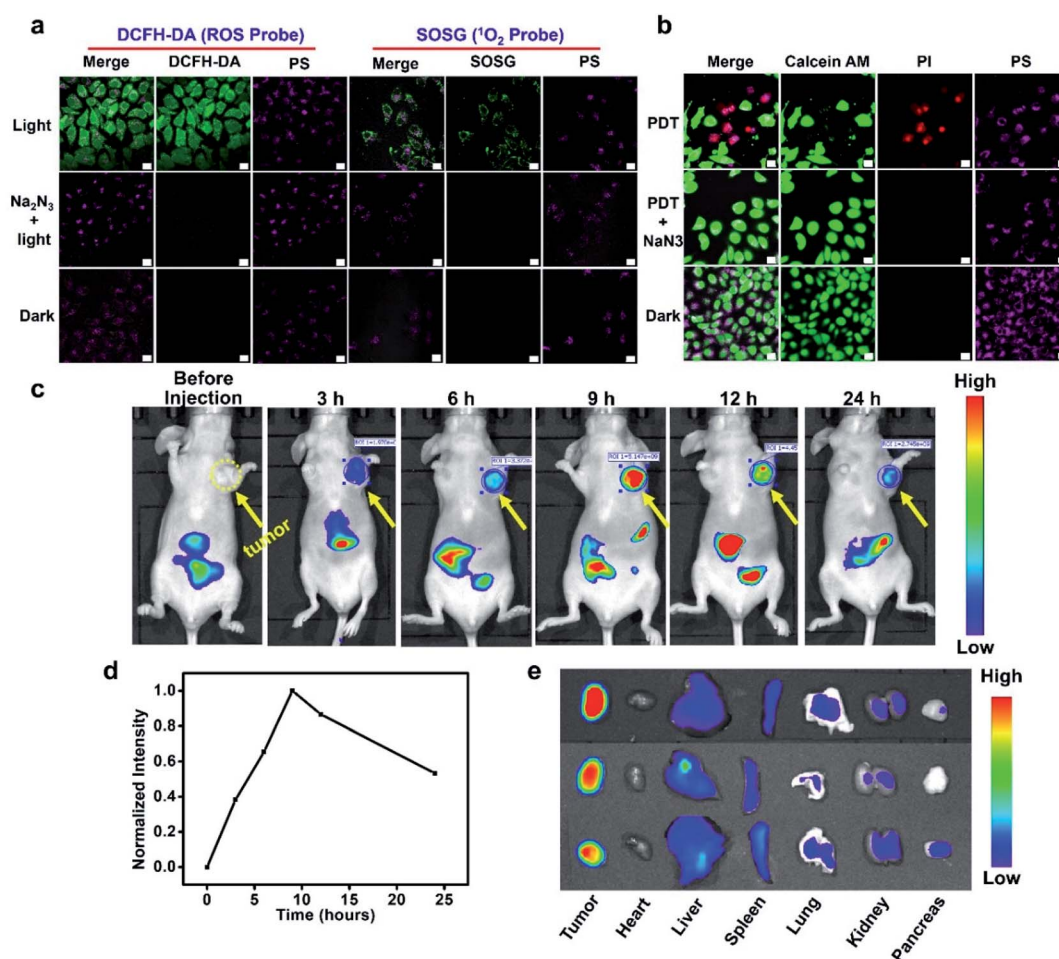 a
DCFH-DA (ROS Probe)
SOSG (¹O₂ Probe)
Merge
DCFH-DA
PS
Merge
SOSG
PS
Light
Na₂N₃
+
light
Dark
b
Merge
Calcein AM
PI
PS
PDT
PDT
+
NaN3
Dark
c
Before
Injection
3 h
6 h
9 h
12 h
24 h
tumor
High
Low
d
Normalized Intensity
1.0
0.8
0.6
0.4
0.2
0.0
0
5
10
15
20
25
Time (hours)
e
High
Low
Tumor
Heart
Liver
Spleen
Lung
Kidney
Pancreas